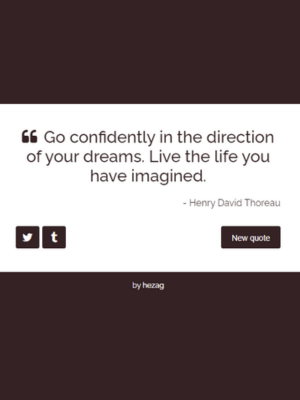 “ Go confidently in the direction
of your dreams. Live the life you
have imagined.
- Henry David Thoreau
t
New quote
by hezag